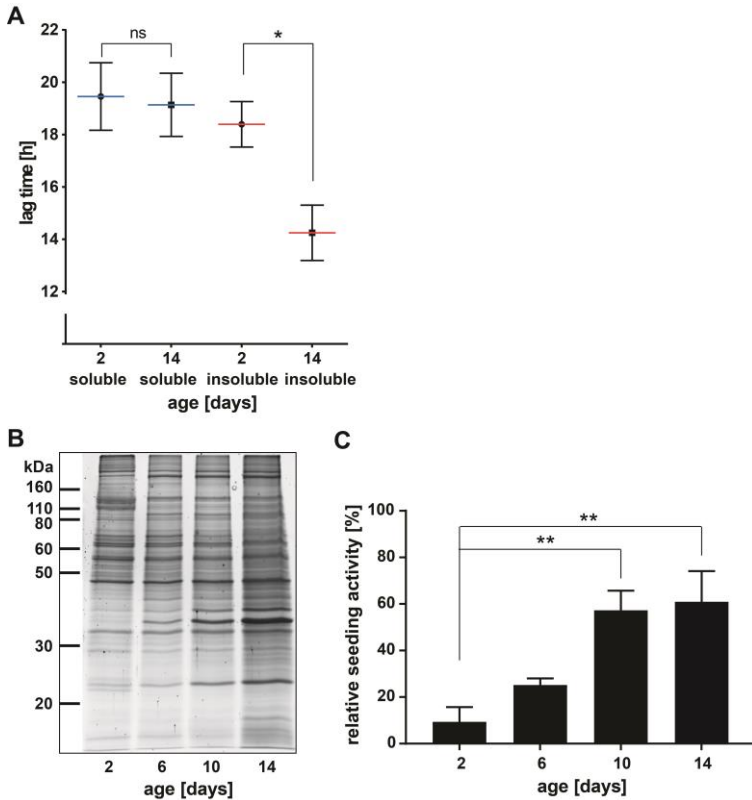 A
22
20
18
16
14
12
lag time [h]
ns
*
2 14 2 14
soluble soluble insoluble insoluble
age [days]
B
kDa
160
110
80
60
50
30
20
2 6 10 14
age [days]
C
100
80
60
40
20
0
relative seeding activity [%]
**
**
2 6 10 14
age [days]